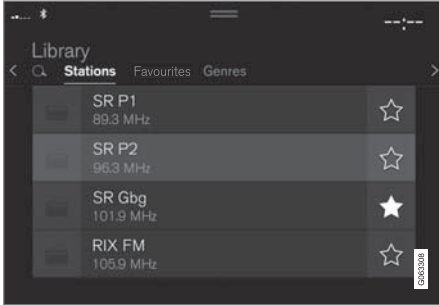 --:--
Library
Stations Favourites Genres
SR P1
89.3 MHz
SR P2
96.3 MHz
SR Gbg
101.9 MHz
RIX FM
105.9 MHz
G063308